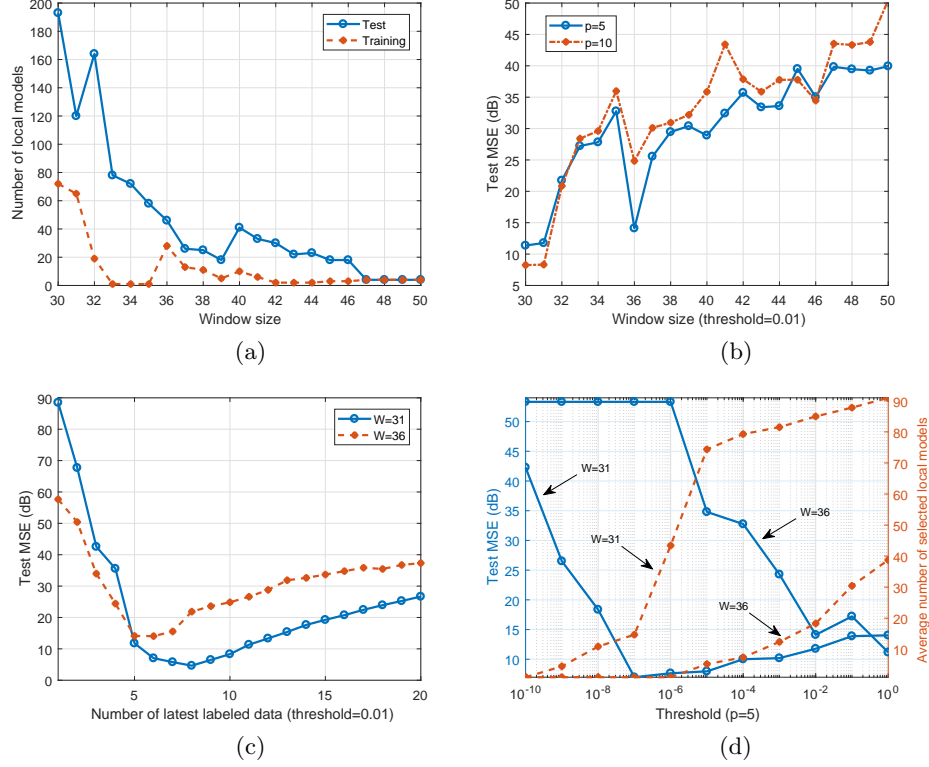 200
180
160
140
120
100
80
60
40
20
0
Number of local models
Test
Training
30 32 34 36 38 40 42 44 46 48 50
Window size
(a)
50
45
40
35
30
25
20
15
10
5
Test MSE (dB)
p=5
p=10
30 32 34 36 38 40 42 44 46 48 50
Window size (threshold=0.01)
(b)
90
80
70
60
50
40
30
20
10
0
Test MSE (dB)
W=31
W=36
5 10 15 20
Number of latest labeled data (threshold=0.01)
(c)
50
45
40
35
30
25
20
15
10
Test MSE (dB)
W=31
W=31
W=36
W=36
90
80
70
60
50
40
30
20
10
Average number of selected local models
10^-10 10^-8 10^-6 10^-4 10^-2 10^0
Threshold (p=5)
(d)